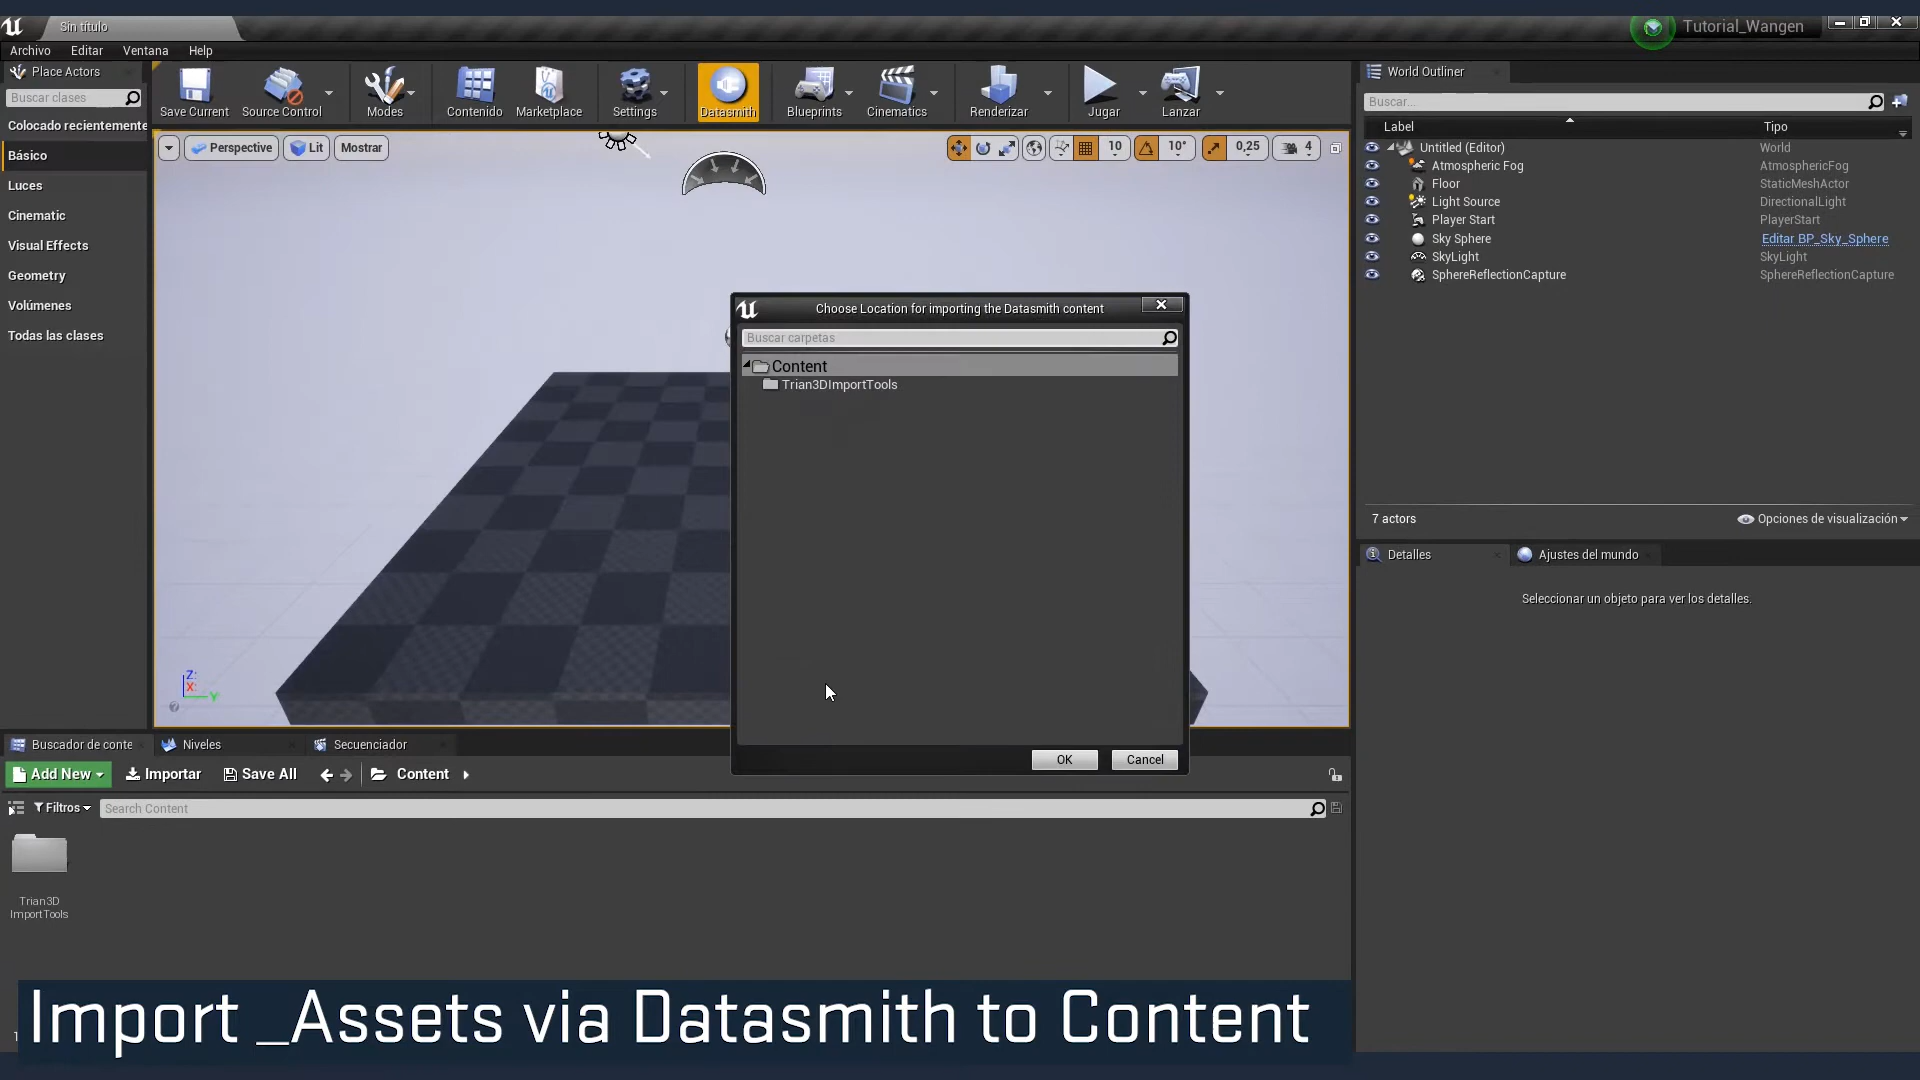 Sin título
Tutorial_Wangen
Archivo Editar Ventana Help
Place Actors
Buscar clases
Colocado recientemente
Básico
Luces
Cinematic
Visual Effects
Geometry
Volúmenes
Todas las clases
Save Current Source Control Modes Contenido Marketplace Settings Datasmith Blueprints Cinematics Renderizar Jugar Lanzar
Perspective Lit Mostrar
10 10° 0,25 4
Z:
X:
Y
World Outliner
Buscar...
Label Tipo
Untitled (Editor) World
Atmospheric Fog AtmosphericFog
Floor StaticMeshActor
Light Source DirectionalLight
Player Start PlayerStart
Sky Sphere Editar BP_Sky_Sphere
SkyLight SkyLight
SphereReflectionCapture SphereReflectionCapture
7 actors Opciones de visualización
Detalles Ajustes del mundo
Seleccionar un objeto para ver los detalles.
Choose Location for importing the Datasmith content
Buscar carpetas
Content
Trian3DImportTools
OK Cancel
Buscador de conte Niveles Secuenciador
Add New Importar Save All Content
Filtros Search Content
Trian3D
ImportTools
Import _Assets via Datasmith to Content